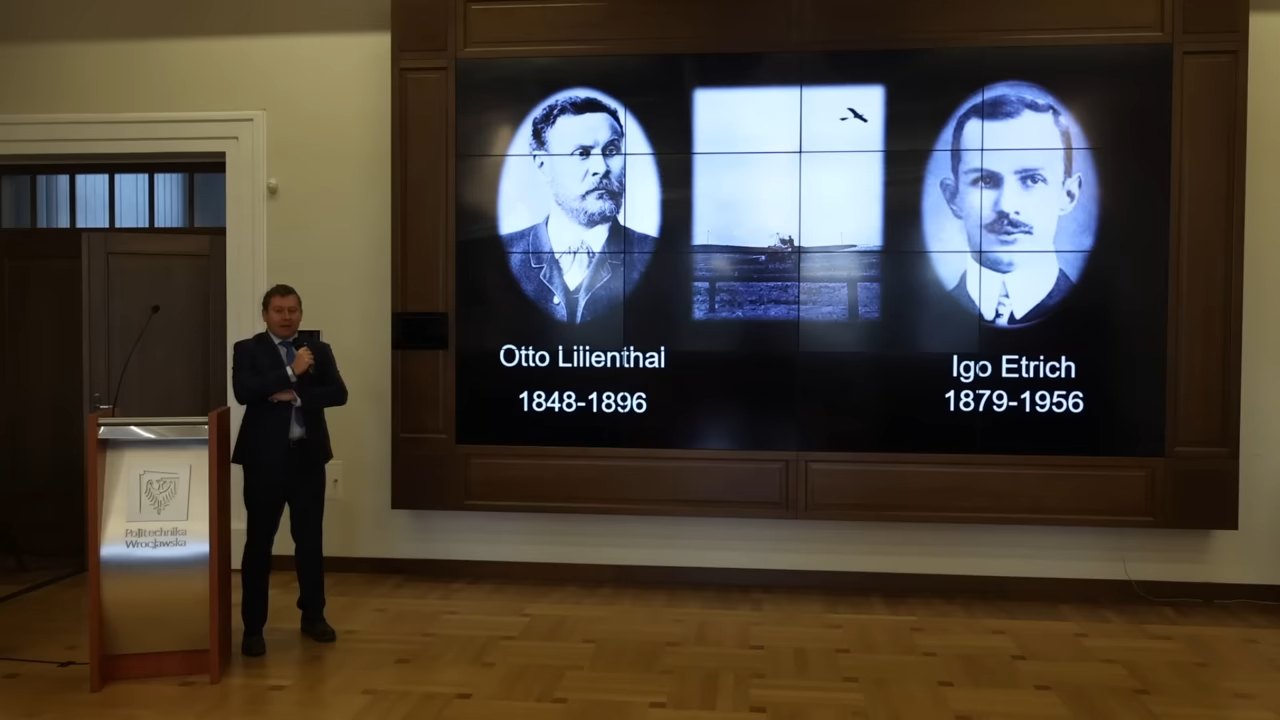 Otto Lilienthal
1848-1896
Igo Etrich
1879-1956
Politechnika
Wrocławska